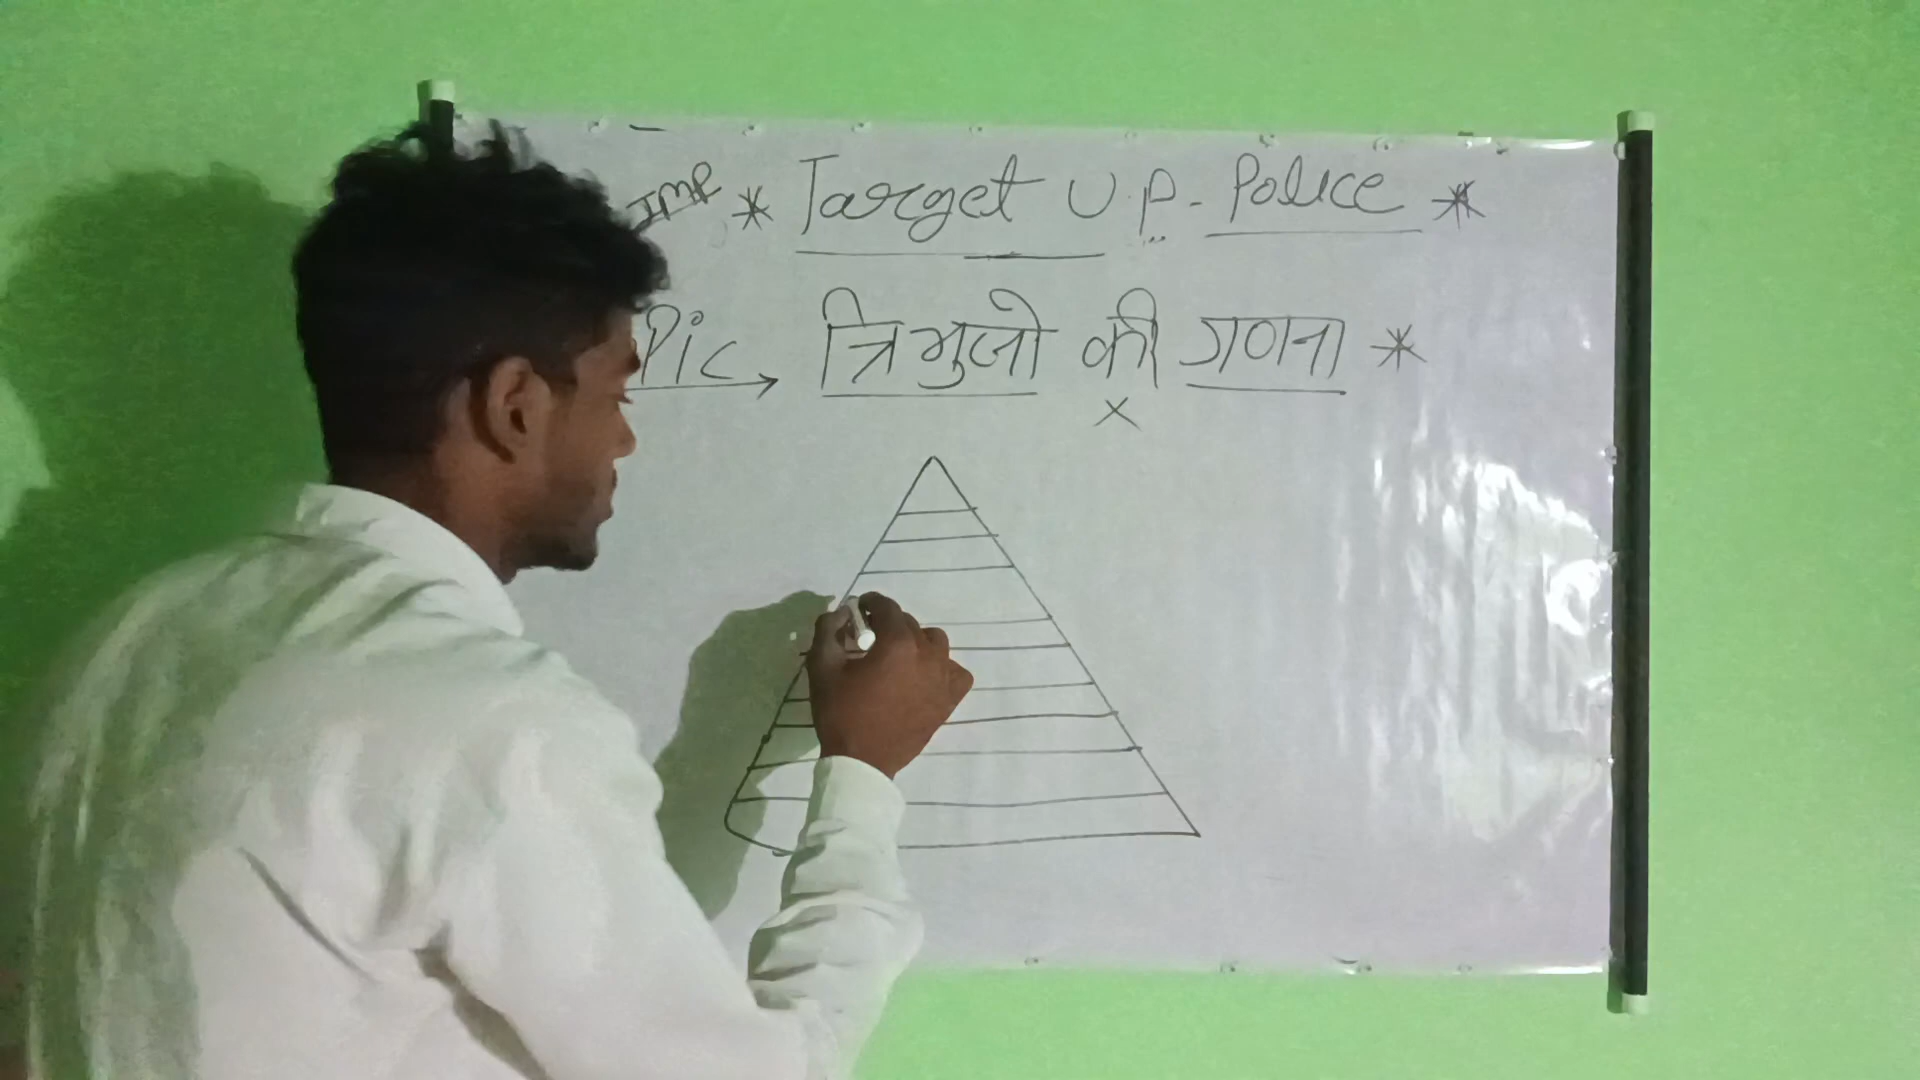 IMP * Target U.P. Police *
Pic → त्रिभुजो की गणना *
×